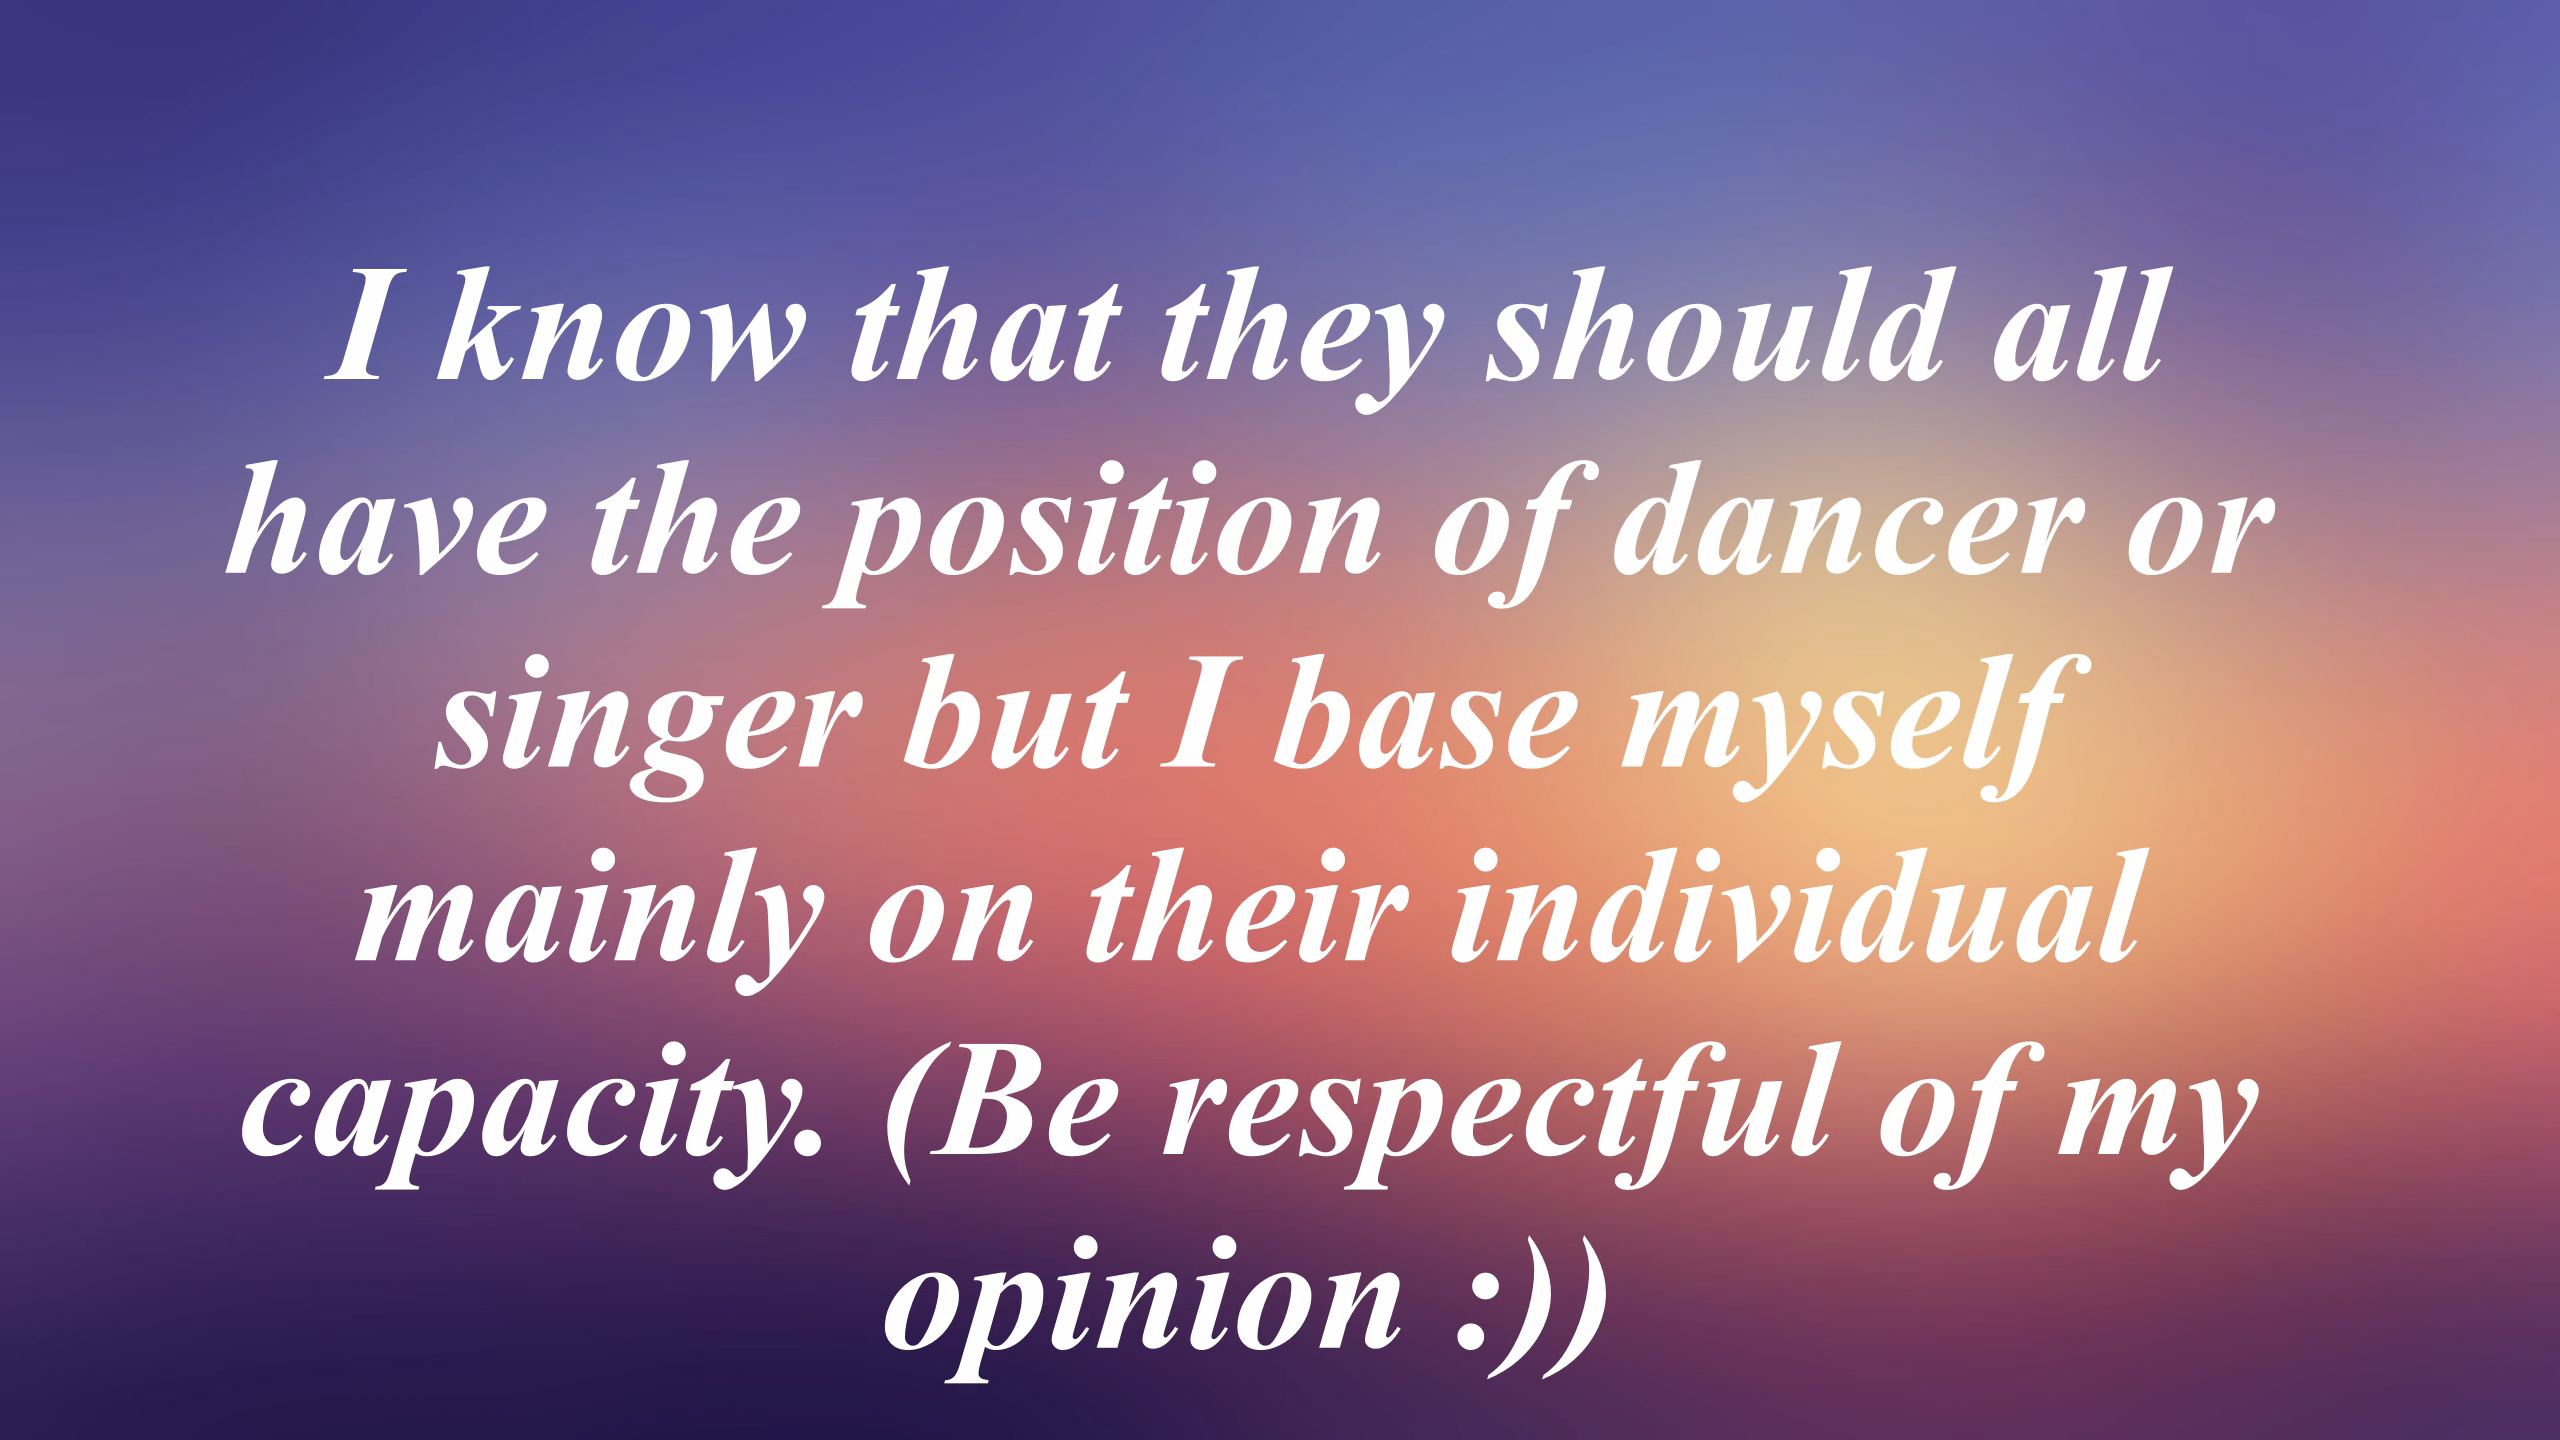 I know that they should all
have the position of dancer or
singer but I base myself
mainly on their individual
capacity. (Be respectful of my
opinion :))